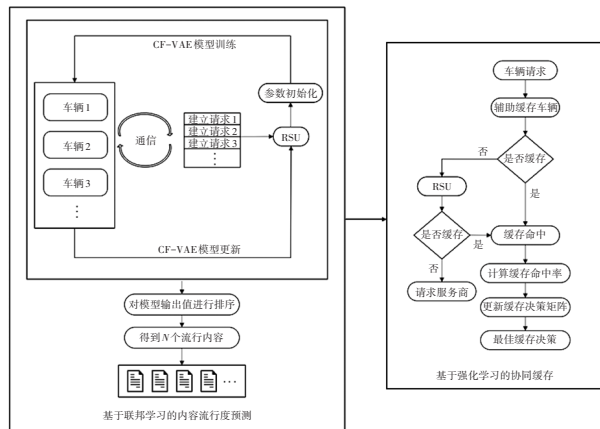 CF-VAE模型训练
车辆1
车辆2
车辆3
⋮
通信
建立请求1
建立请求2
建立请求3
⋮
参数初始化
RSU
CF-VAE模型更新
对模型输出值进行排序
得到N个流行内容
…
基于联邦学习的内容流行度预测
车辆请求
辅助缓存车辆
是否缓存
否
是
RSU
是否缓存
是
否
缓存命中
请求服务商
计算缓存命中率
更新缓存决策矩阵
最佳缓存决策
基于强化学习的协同缓存